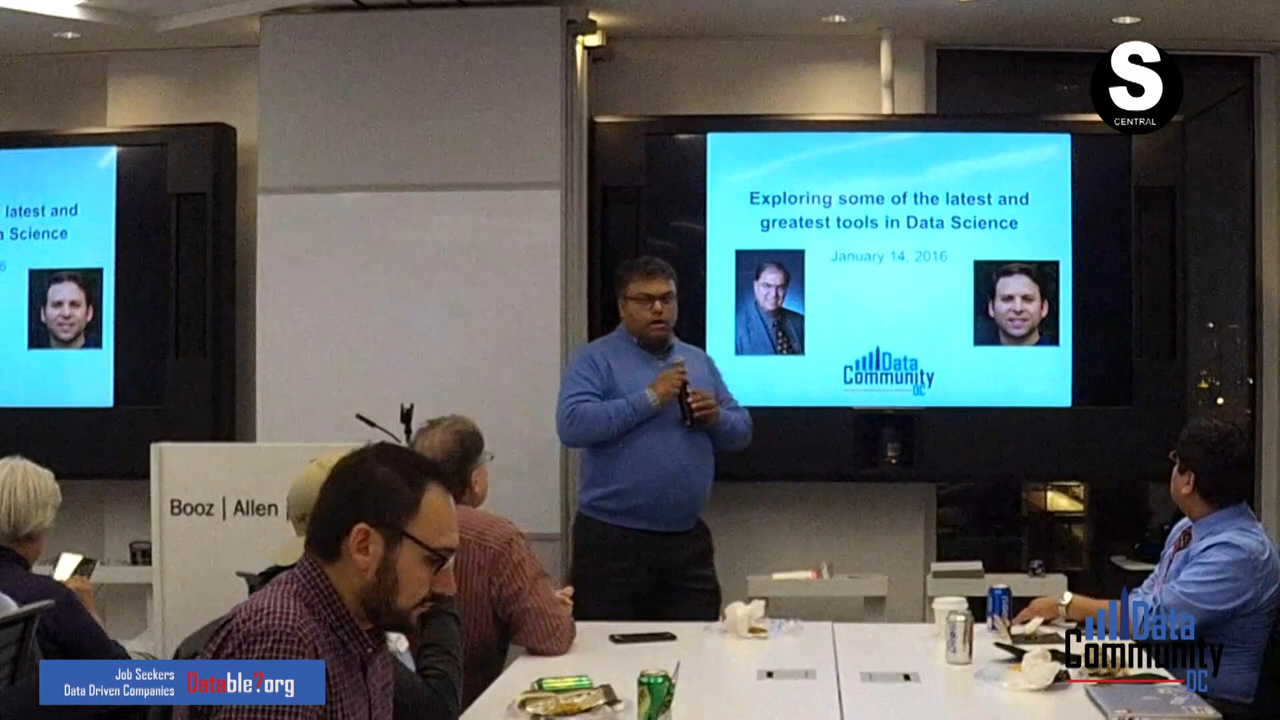 S
CENTRAL
latest and
Science
6
Exploring some of the latest and
greatest tools in Data Science
January 14, 2016
Data
Community
DC
Booz | Allen
Job Seekers
Data Driven Companies
Datable?org
Data
Community
DC